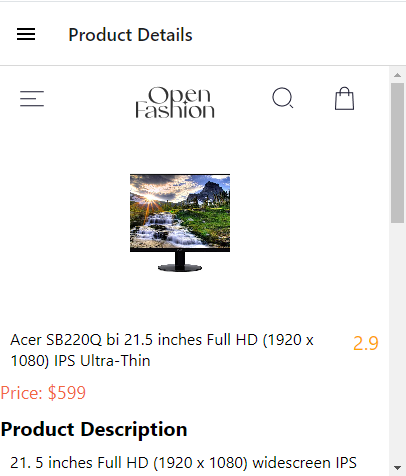 Product Details
Open
Fashion
Acer SB220Q bi 21.5 inches Full HD (1920 x
1080) IPS Ultra-Thin
2.9
Price: $599
Product Description
21. 5 inches Full HD (1920 x 1080) widescreen IPS